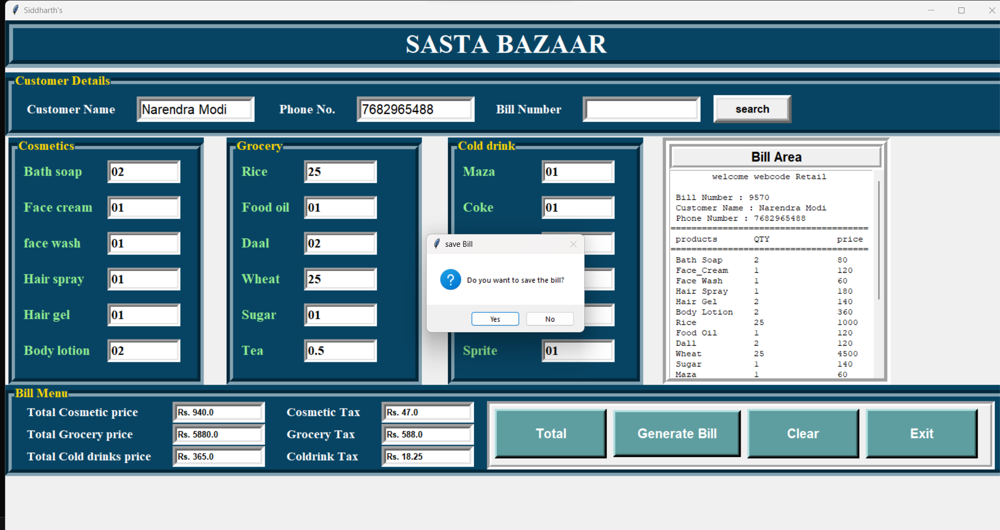 Siddharth's
SASTA BAZAAR
Customer Details
Customer Name Narendra Modi Phone No. 7682965488 Bill Number search
Cosmetics
Bath soap 02
Face cream 01
face wash 01
Hair spray 01
Hair gel 01
Body lotion 02
Grocery
Rice 25
Food oil 01
Daal 02
Wheat 25
Sugar 01
Tea 0.5
Cold drink
Maza 01
Coke 01
Sprite 01
save Bill
Do you want to save the bill?
Yes No
Bill Area
welcome webcode Retail
Bill Number : 9570
Customer Name : Narendra Modi
Phone Number : 7682965488
======================================
products QTY price
======================================
Bath Soap 2 80
Face_Cream 1 120
Face Wash 1 60
Hair Spray 1 180
Hair Gel 2 140
Body Lotion 2 360
Rice 25 1000
Food Oil 1 120
Dall 2 120
Wheat 25 4500
Sugar 1 140
Maza 1 60
Bill Menu
Total Cosmetic price Rs. 940.0 Cosmetic Tax Rs. 47.0
Total Grocery price Rs. 5880.0 Grocery Tax Rs. 588.0
Total Cold drinks price Rs. 365.0 Coldrink Tax Rs. 18.25
Total Generate Bill Clear Exit